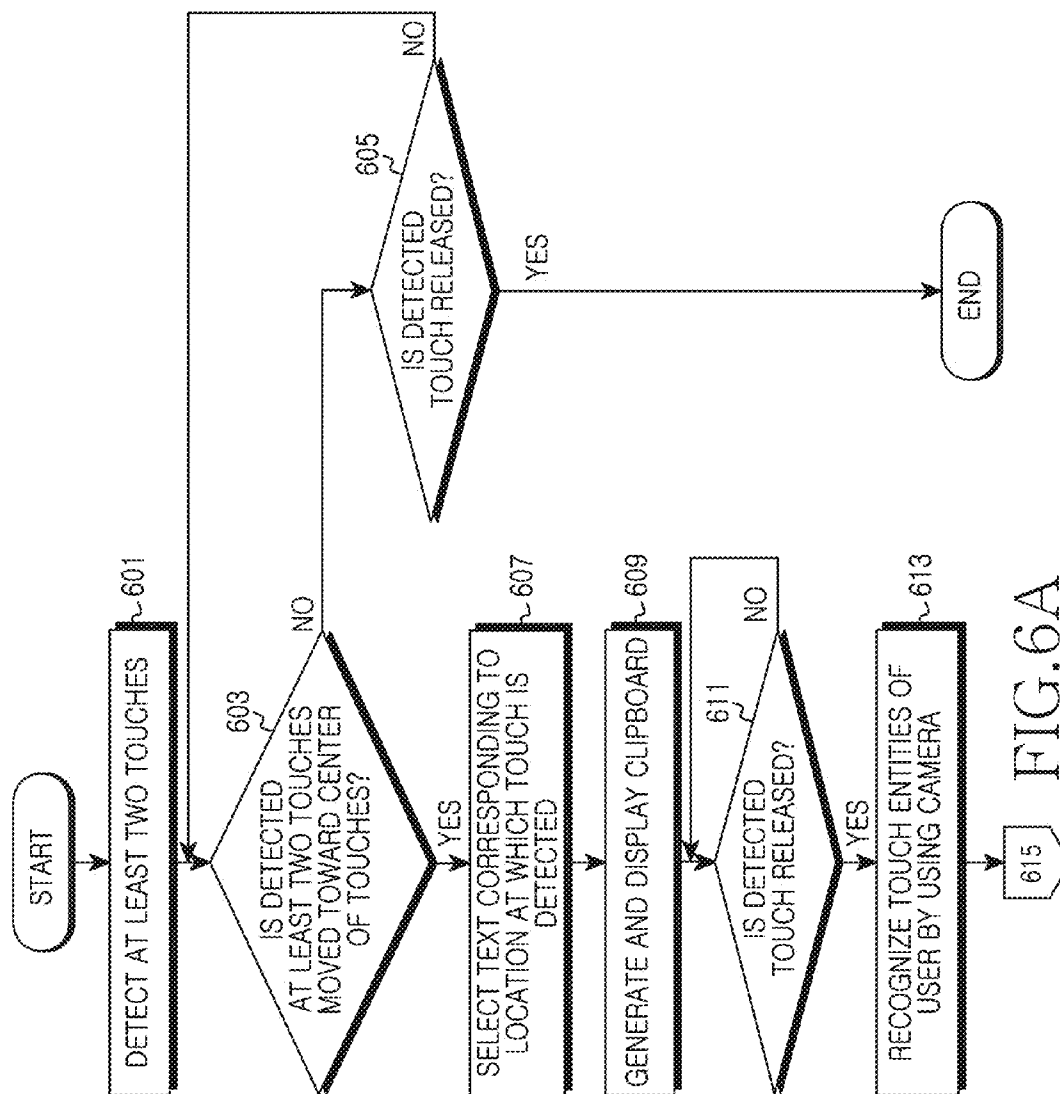 START
DETECT AT LEAST TWO TOUCHES
601
603
IS DETECTED
AT LEAST TWO TOUCHES
MOVED TOWARD CENTER
OF TOUCHES?
NO
YES
605
IS DETECTED
TOUCH RELEASED?
NO
YES
END
SELECT TEXT CORRESPONDING TO
LOCATION AT WHICH TOUCH IS
DETECTED
607
GENERATE AND DISPLAY CLIPBOARD
609
611
IS DETECTED
TOUCH RELEASED?
NO
YES
RECOGNIZE TOUCH ENTITIES OF
USER BY USING CAMERA
613
615
FIG.6A